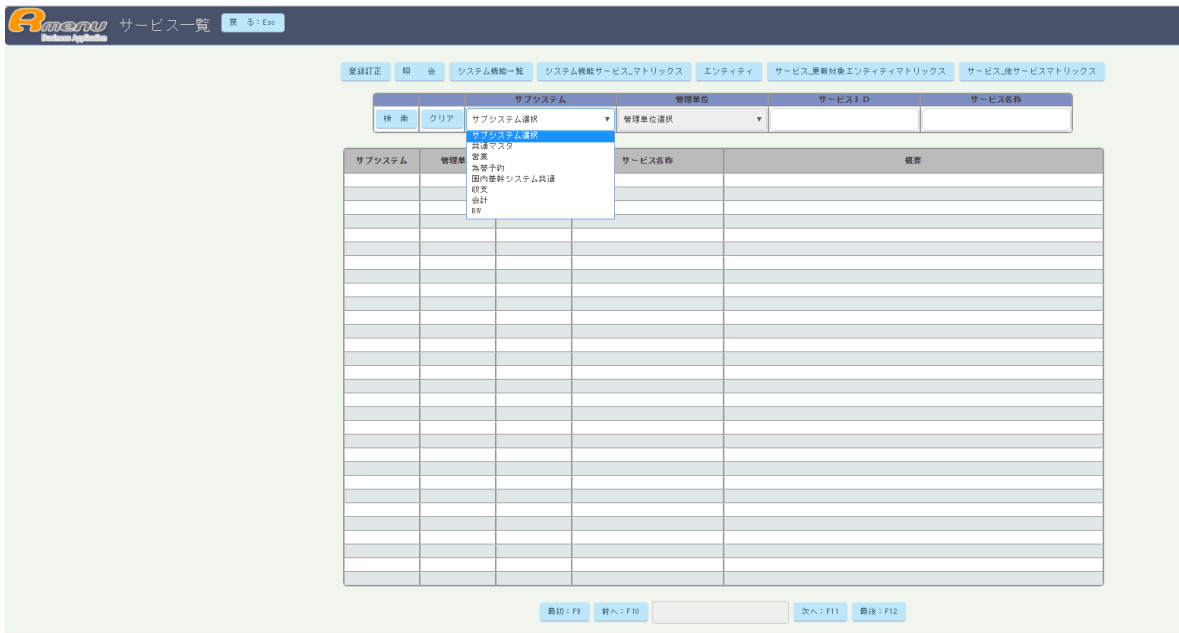 Amenu
Business Application
サービス一覧
戻 る:Esc
登録訂正 照 会 システム機能一覧 システム機能サービス_マトリックス エンティティ サービス_更新対象エンティティマトリックス サービス_他サービスマトリックス
サブシステム 管理単位 サービスID サービス名称
検 索 クリア サブシステム選択 管理単位選択
サブシステム選択
共通マスタ
営業
為替予約
国内基幹システム共通
収支
会計
BW
サブシステム 管理単 サービス名称 概要
最初:F9 前へ:F10 次へ:F11 最後:F12